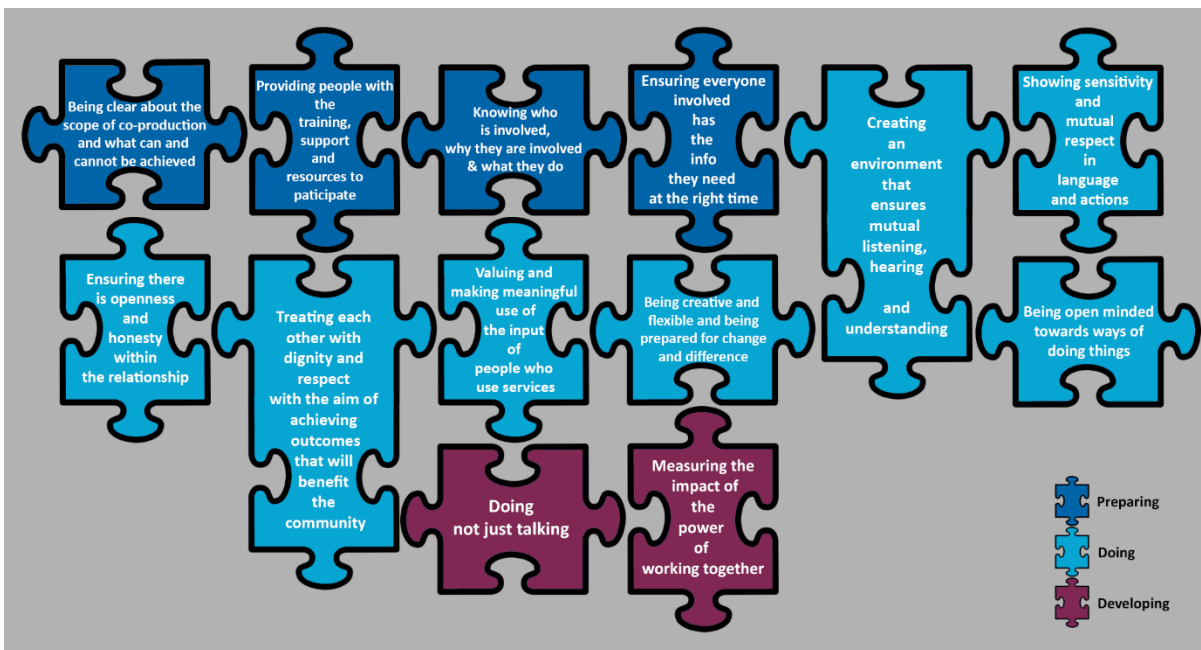 Being clear about the
scope of co-production
and what can and
cannot be achieved
Providing people with
the
training,
support
and
resources to
paticipate
Knowing who
is involved,
why they are involved
& what they do
Ensuring everyone
involved
has
the
info
they need
at the right time
Creating
an
environment
that
ensures
mutual
listening,
hearing
and
understanding
Showing sensitivity
and
mutual
respect
in
language
and actions
Ensuring there
is openness
and
honesty
within
the relationship
Treating each
other with
dignity and
respect
with the aim of
achieving
outcomes
that will
benefit
the
community
Valuing and
making meaningful
use of
the input
of
people who
use services
Being creative and
flexible and being
prepared for change
and difference
Being open minded
towards ways of
doing things
Doing
not just talking
Measuring the
impact of
the
power
of
working together
Preparing
Doing
Developing